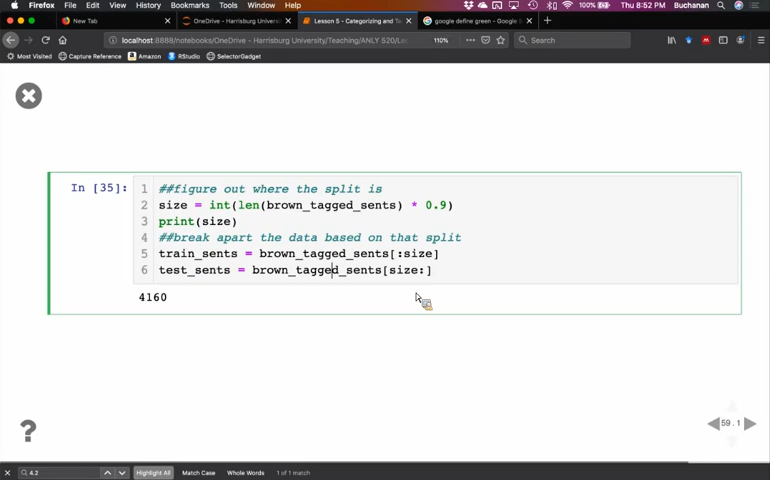 Firefox File Edit View History Bookmarks Tools Window Help 100% Thu 8:52 PM Buchanan
New Tab OneDrive - Harrisburg Universi Lesson 5 - Categorizing and Ta google define green - Google S
localhost:8888/notebooks/OneDrive - Harrisburg University/Teaching/ANLY 520/Lec 110% Search
Most Visited Capture Reference Amazon RStudio SelectorGadget
In [35]:
1 ##figure out where the split is
2 size = int(len(brown_tagged_sents) * 0.9)
3 print(size)
4 ##break apart the data based on that split
5 train_sents = brown_tagged_sents[:size]
6 test_sents = brown_tagged_sents[size:]
4160
59.1
?
4.2 Highlight All Match Case Whole Words 1 of 1 match